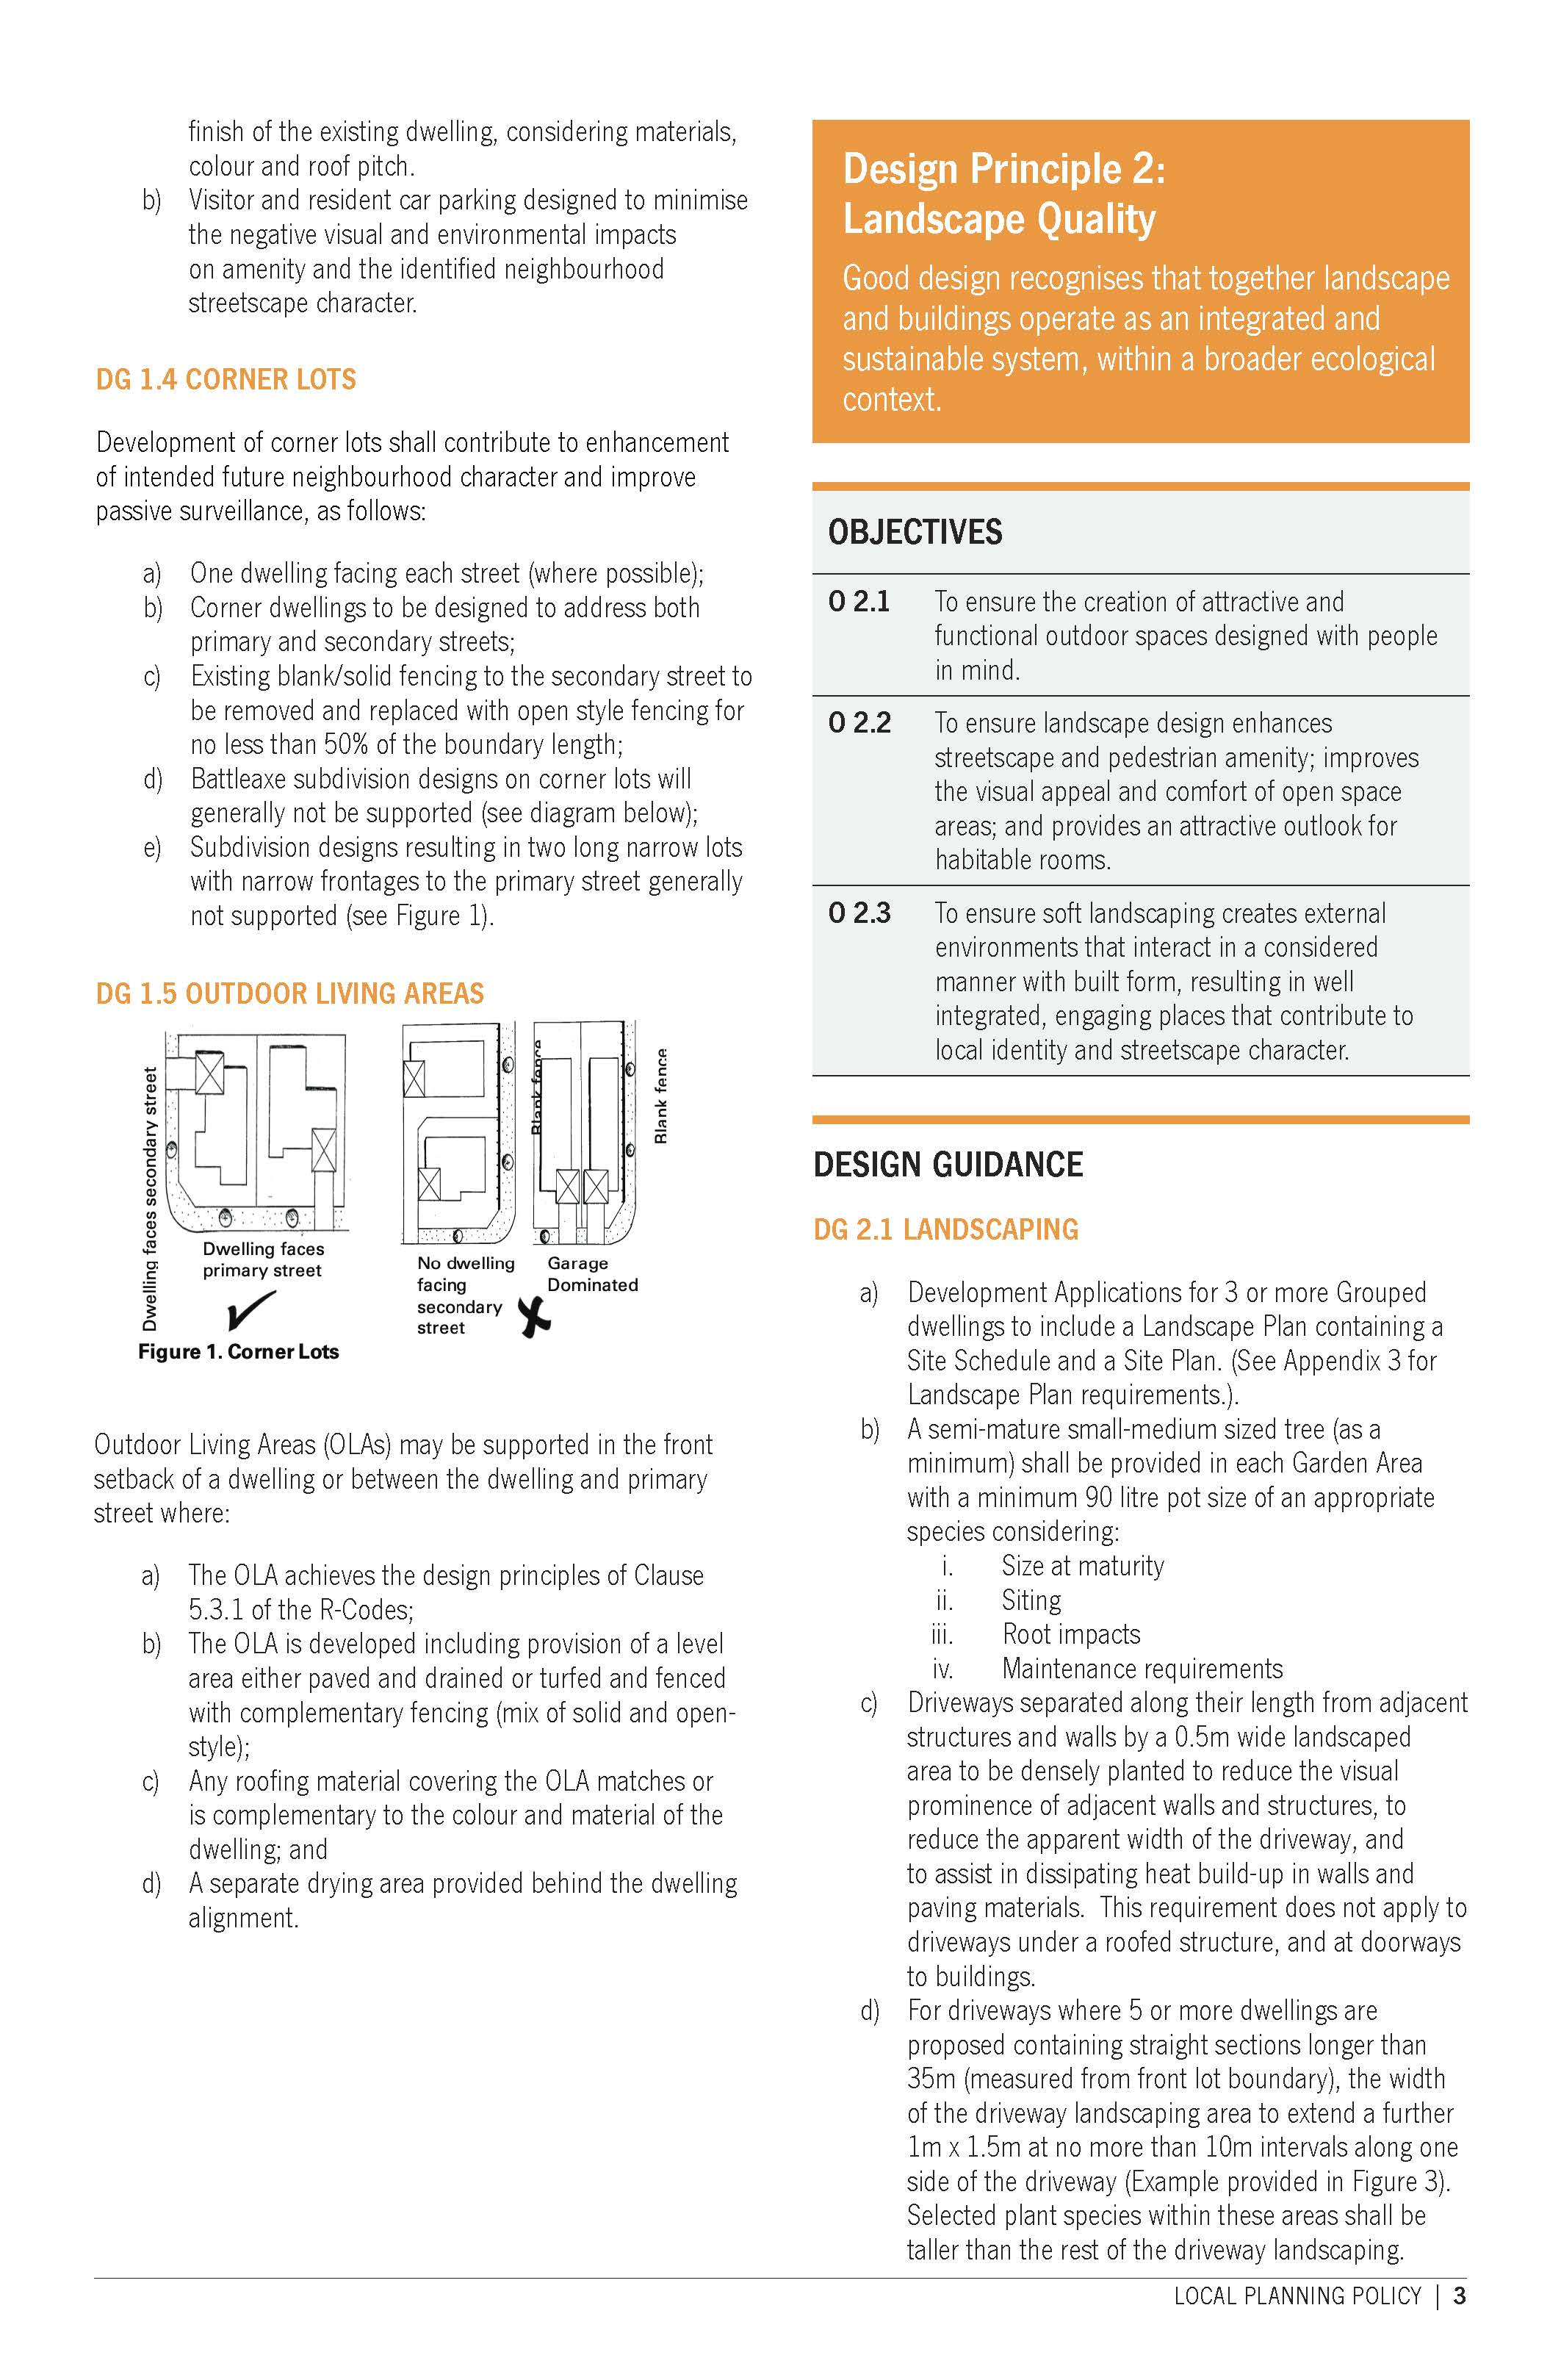 finish of the existing dwelling, considering materials,
colour and roof pitch.
b) Visitor and resident car parking designed to minimise
the negative visual and environmental impacts
on amenity and the identified neighbourhood
streetscape character.
DG 1.4 CORNER LOTS
Development of corner lots shall contribute to enhancement
of intended future neighbourhood character and improve
passive surveillance, as follows:
a) One dwelling facing each street (where possible);
b) Corner dwellings to be designed to address both
primary and secondary streets;
c) Existing blank/solid fencing to the secondary street to
be removed and replaced with open style fencing for
no less than 50% of the boundary length;
d) Battleaxe subdivision designs on corner lots will
generally not be supported (see diagram below);
e) Subdivision designs resulting in two long narrow lots
with narrow frontages to the primary street generally
not supported (see Figure 1).
DG 1.5 OUTDOOR LIVING AREAS
Dwelling faces secondary street
Dwelling faces
primary street
No dwelling
facing
secondary
street
Blank fence
Garage
Dominated
Blank fence
Figure 1. Corner Lots
Outdoor Living Areas (OLAs) may be supported in the front
setback of a dwelling or between the dwelling and primary
street where:
a) The OLA achieves the design principles of Clause
5.3.1 of the R-Codes;
b) The OLA is developed including provision of a level
area either paved and drained or turfed and fenced
with complementary fencing (mix of solid and open-
style);
c) Any roofing material covering the OLA matches or
is complementary to the colour and material of the
dwelling; and
d) A separate drying area provided behind the dwelling
alignment.
Design Principle 2:
Landscape Quality
Good design recognises that together landscape
and buildings operate as an integrated and
sustainable system, within a broader ecological
context.
OBJECTIVES
O 2.1 To ensure the creation of attractive and
functional outdoor spaces designed with people
in mind.
O 2.2 To ensure landscape design enhances
streetscape and pedestrian amenity; improves
the visual appeal and comfort of open space
areas; and provides an attractive outlook for
habitable rooms.
O 2.3 To ensure soft landscaping creates external
environments that interact in a considered
manner with built form, resulting in well
integrated, engaging places that contribute to
local identity and streetscape character.
DESIGN GUIDANCE
DG 2.1 LANDSCAPING
a) Development Applications for 3 or more Grouped
dwellings to include a Landscape Plan containing a
Site Schedule and a Site Plan. (See Appendix 3 for
Landscape Plan requirements.).
b) A semi-mature small-medium sized tree (as a
minimum) shall be provided in each Garden Area
with a minimum 90 litre pot size of an appropriate
species considering:
i. Size at maturity
ii. Siting
iii. Root impacts
iv. Maintenance requirements
c) Driveways separated along their length from adjacent
structures and walls by a 0.5m wide landscaped
area to be densely planted to reduce the visual
prominence of adjacent walls and structures, to
reduce the apparent width of the driveway, and
to assist in dissipating heat build-up in walls and
paving materials.  This requirement does not apply to
driveways under a roofed structure, and at doorways
to buildings.
d) For driveways where 5 or more dwellings are
proposed containing straight sections longer than
35m (measured from front lot boundary), the width
of the driveway landscaping area to extend a further
1m x 1.5m at no more than 10m intervals along one
side of the driveway (Example provided in Figure 3).
Selected plant species within these areas shall be
taller than the rest of the driveway landscaping.
LOCAL PLANNING POLICY | 3